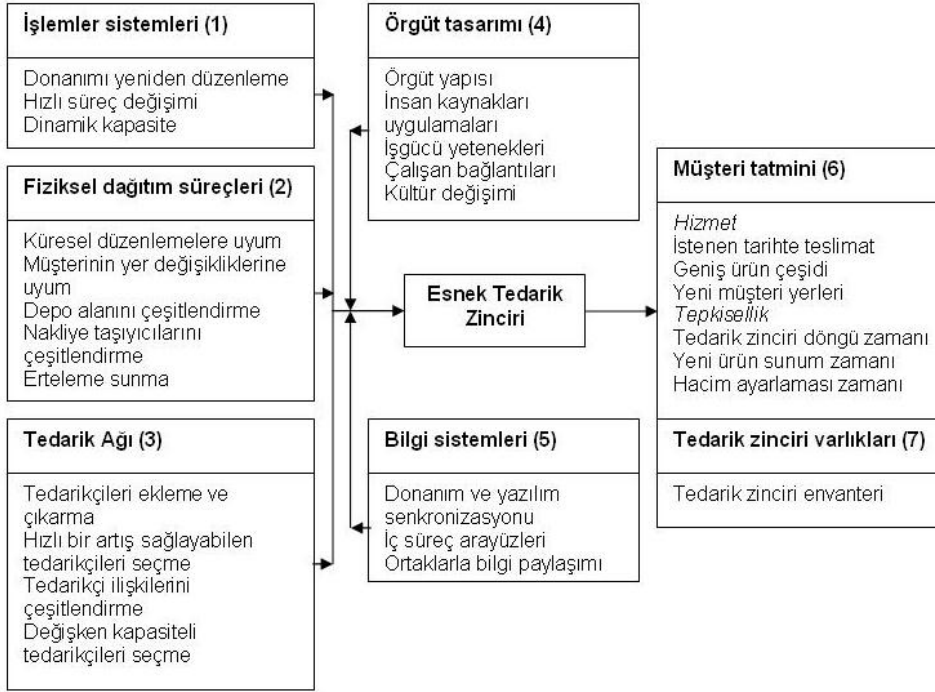 İşlemler sistemleri (1)
Donanımı yeniden düzenleme
Hızlı süreç değişimi
Dinamik kapasite
Fiziksel dağıtım süreçleri (2)
Küresel düzenlemelere uyum
Müşterinin yer değişikliklerine
uyum
Depo alanını çeşitlendirme
Nakliye taşıyıcılarını
çeşitlendirme
Erteleme sunma
Tedarik Ağı (3)
Tedarikçileri ekleme ve
çıkarma
Hızlı bir artış sağlayabilen
tedarikçileri seçme
Tedarikçi ilişkilerini
çeşitlendirme
Değişken kapasiteli
tedarikçileri seçme
Örgüt tasarımı (4)
Örgüt yapısı
İnsan kaynakları
uygulamaları
İşgücü yetenekleri
Çalışan bağlantıları
Kültür değişimi
Esnek Tedarik
Zinciri
Bilgi sistemleri (5)
Donanım ve yazılım
senkronizasyonu
İç süreç arayüzleri
Ortaklarla bilgi paylaşımı
Müşteri tatmini (6)
Hizmet
İstenen tarihte teslimat
Geniş ürün çeşidi
Yeni müşteri yerleri
Tepkisellik
Tedarik zinciri döngü zamanı
Yeni ürün sunum zamanı
Hacim ayarlaması zamanı
Tedarik zinciri varlıkları (7)
Tedarik zinciri envanteri